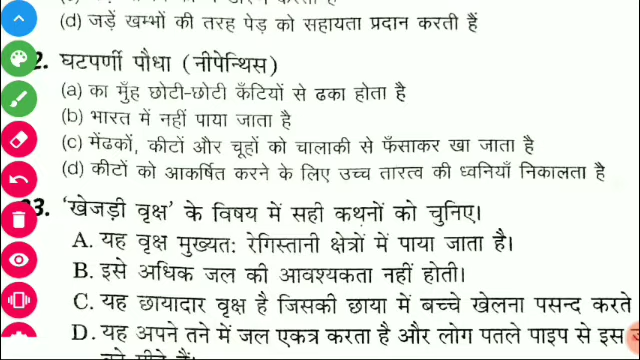 (d) जड़ें खम्भों की तरह पेड़ को सहायता प्रदान करती हैं
2. घटपर्णी पौधा (नीपेन्थिस)
(a) का मुँह छोटी-छोटी कँटियों से ढका होता है
(b) भारत में नहीं पाया जाता है
(c) मेंढकों, कीटों और चूहों को चालाकी से फँसाकर खा जाता है
(d) कीटों को आकर्षित करने के लिए उच्च तारत्व की ध्वनियाँ निकालता है
3. 'खेजड़ी वृक्ष' के विषय में सही कथनों को चुनिए।
A. यह वृक्ष मुख्यतः रेगिस्तानी क्षेत्रों में पाया जाता है।
B. इसे अधिक जल की आवश्यकता नहीं होती।
C. यह छायादार वृक्ष है जिसकी छाया में बच्चे खेलना पसन्द करते
D. यह अपने तने में जल एकत्र करता है और लोग पतले पाइप से इस